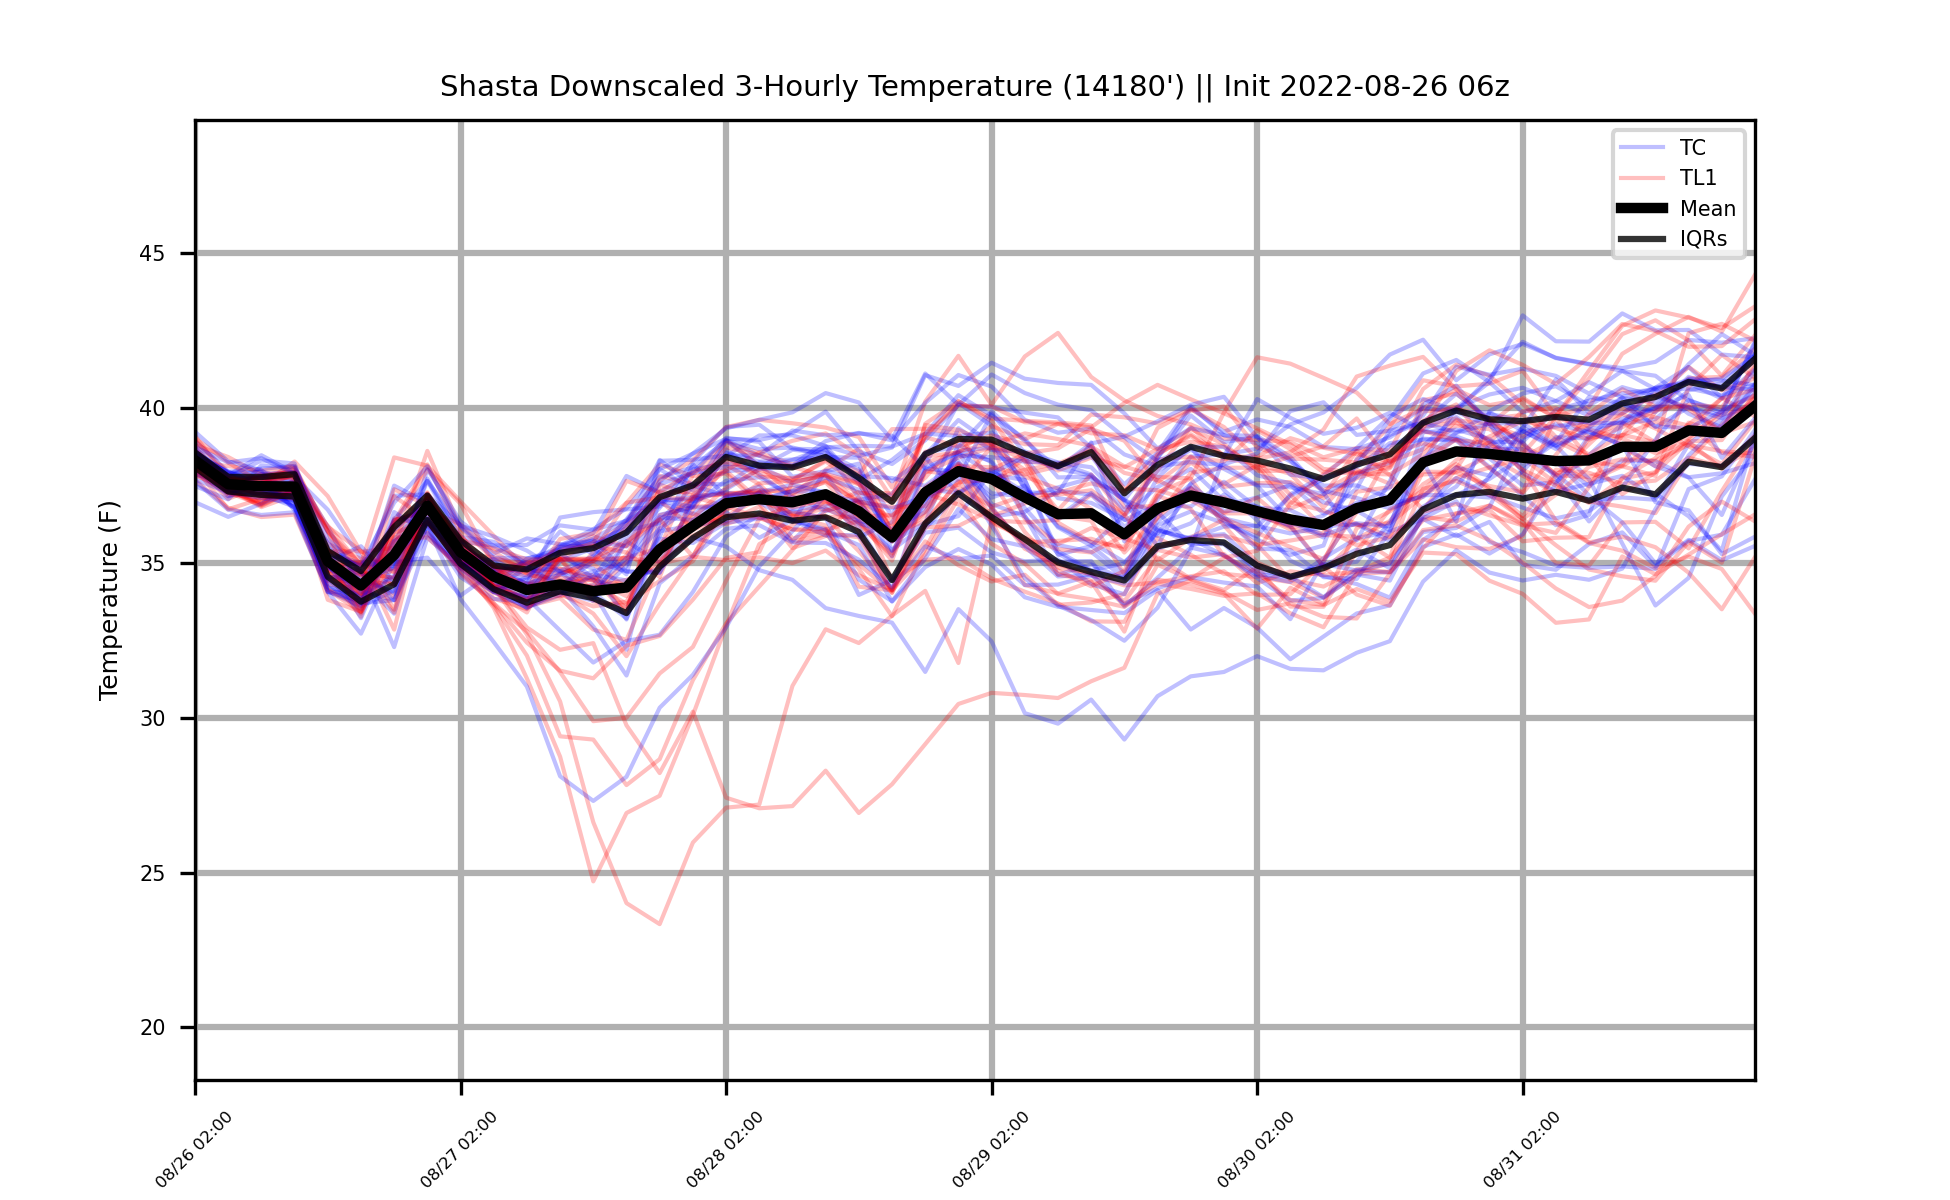 Shasta Downscaled 3-Hourly Temperature (14180') || Init 2022-08-26 06z
TC
TL1
Mean
IQRs
Temperature (F)
45
40
35
30
25
20
08/26 02:00
08/27 02:00
08/28 02:00
08/29 02:00
08/30 02:00
08/31 02:00